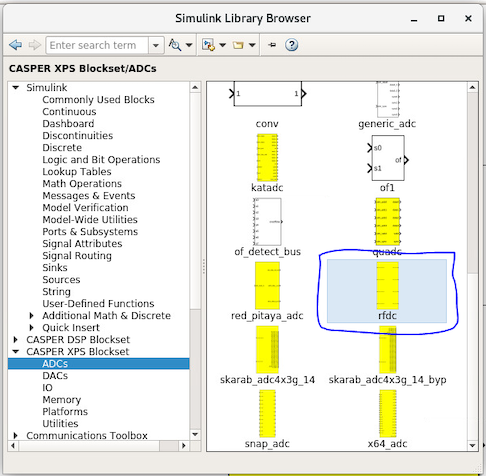 Simulink Library Browser
Enter search term
CASPER XPS Blockset/ADCs
Simulink
Commonly Used Blocks
Continuous
Dashboard
Discontinuities
Discrete
Logic and Bit Operations
Lookup Tables
Math Operations
Messages & Events
Model Verification
Model-Wide Utilities
Ports & Subsystems
Signal Attributes
Signal Routing
Sinks
Sources
String
User-Defined Functions
Additional Math & Discrete
Quick Insert
CASPER DSP Blockset
CASPER XPS Blockset
ADCs
DACs
IO
Memory
Platforms
Utilities
Communications Toolbox
1 1
conv
generic_adc
s0
s1
of
katadc
of1
of_detect_bus
quadc
red_pitaya_adc
rfdc
skarab_adc4x3g_14
skarab_adc4x3g_14_byp
snap_adc
x64_adc